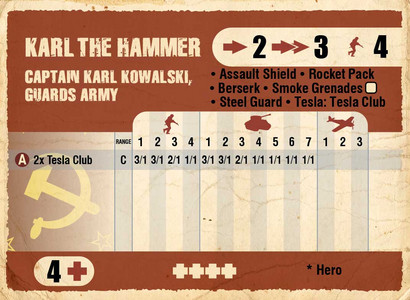 KARL THE HAMMER
2 3 4
CAPTAIN KARL KOWALSKI,
GUARDS ARMY
• Assault Shield • Rocket Pack
• Berserk • Smoke Grenades
• Steel Guard • Tesla: Tesla Club
RANGE 1 2 3 4 1 2 3 4 5 6 7 1 2 3
A 2x Tesla Club C 3/1 3/1 2/1 1/1 3/1 3/1 3/1 1/1 1/1 1/1 1/1
4
* Hero